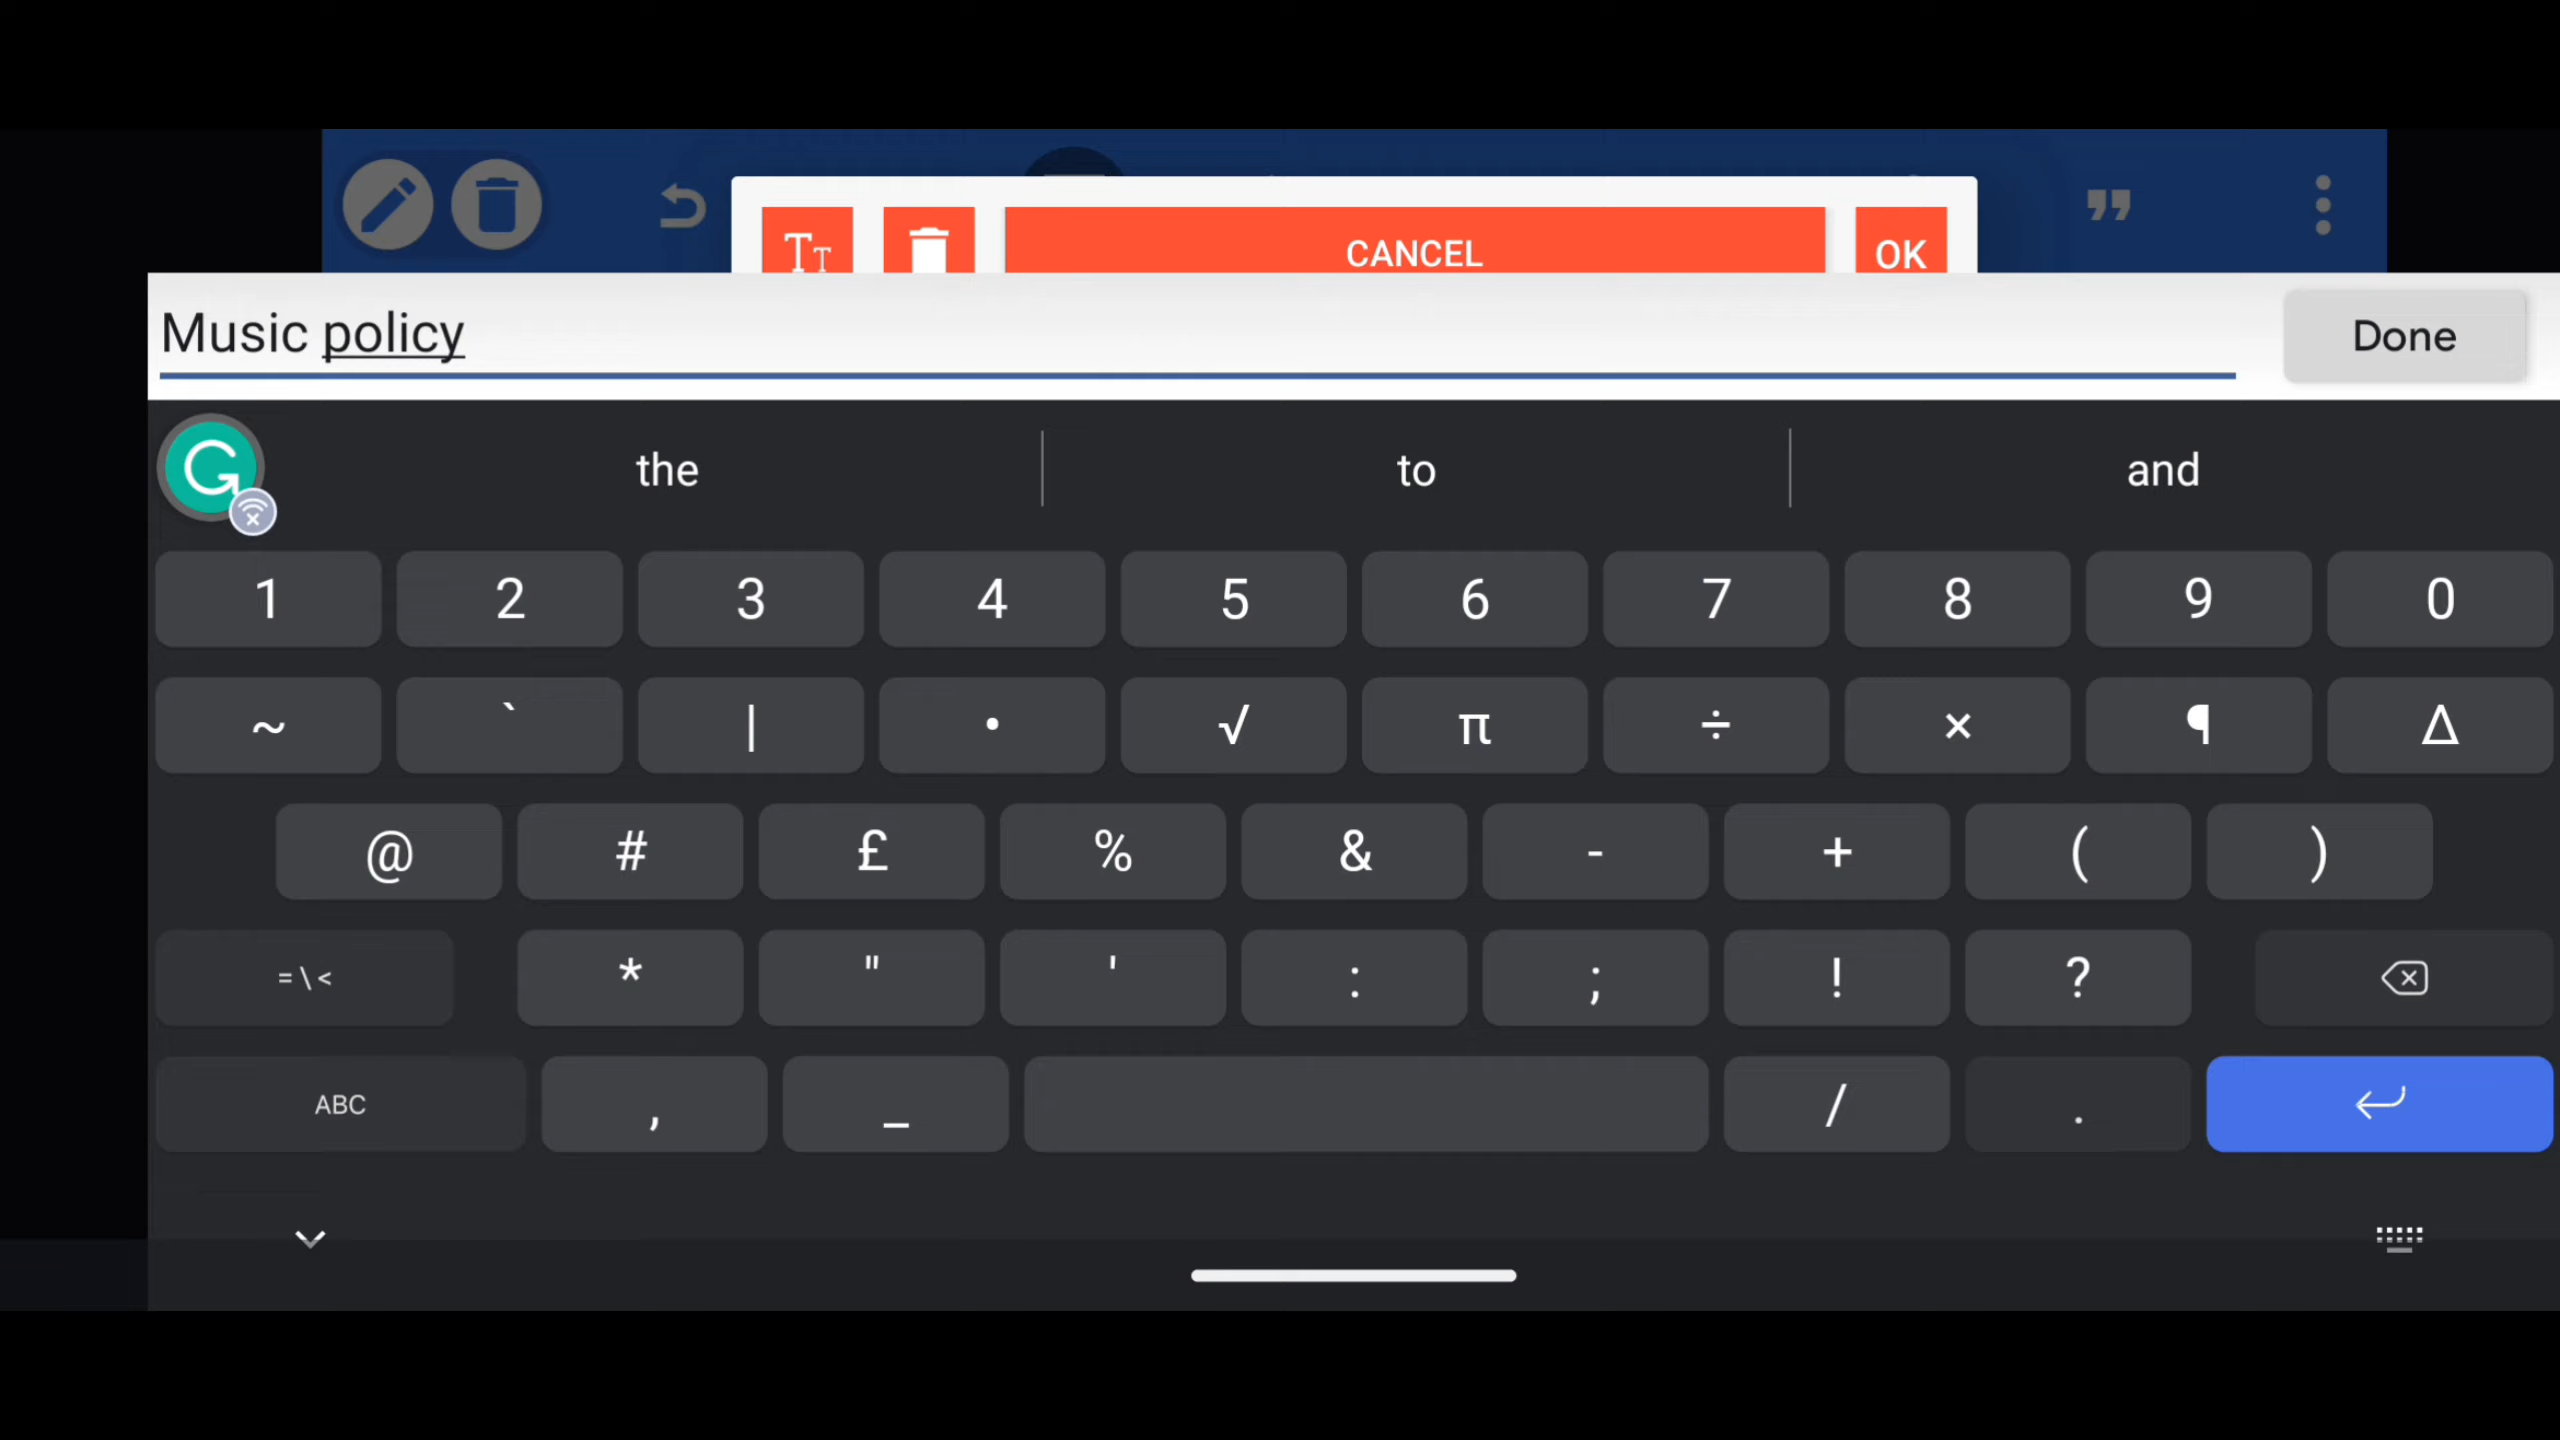 Tт CANCEL OK
Music policy Done
the to and
1 2 3 4 5 6 7 8 9 0
~ ` | • √ π ÷ × ¶ Δ
@ # £ % & - + ( )
=\< * " ' : ; ! ?
ABC , _ / .